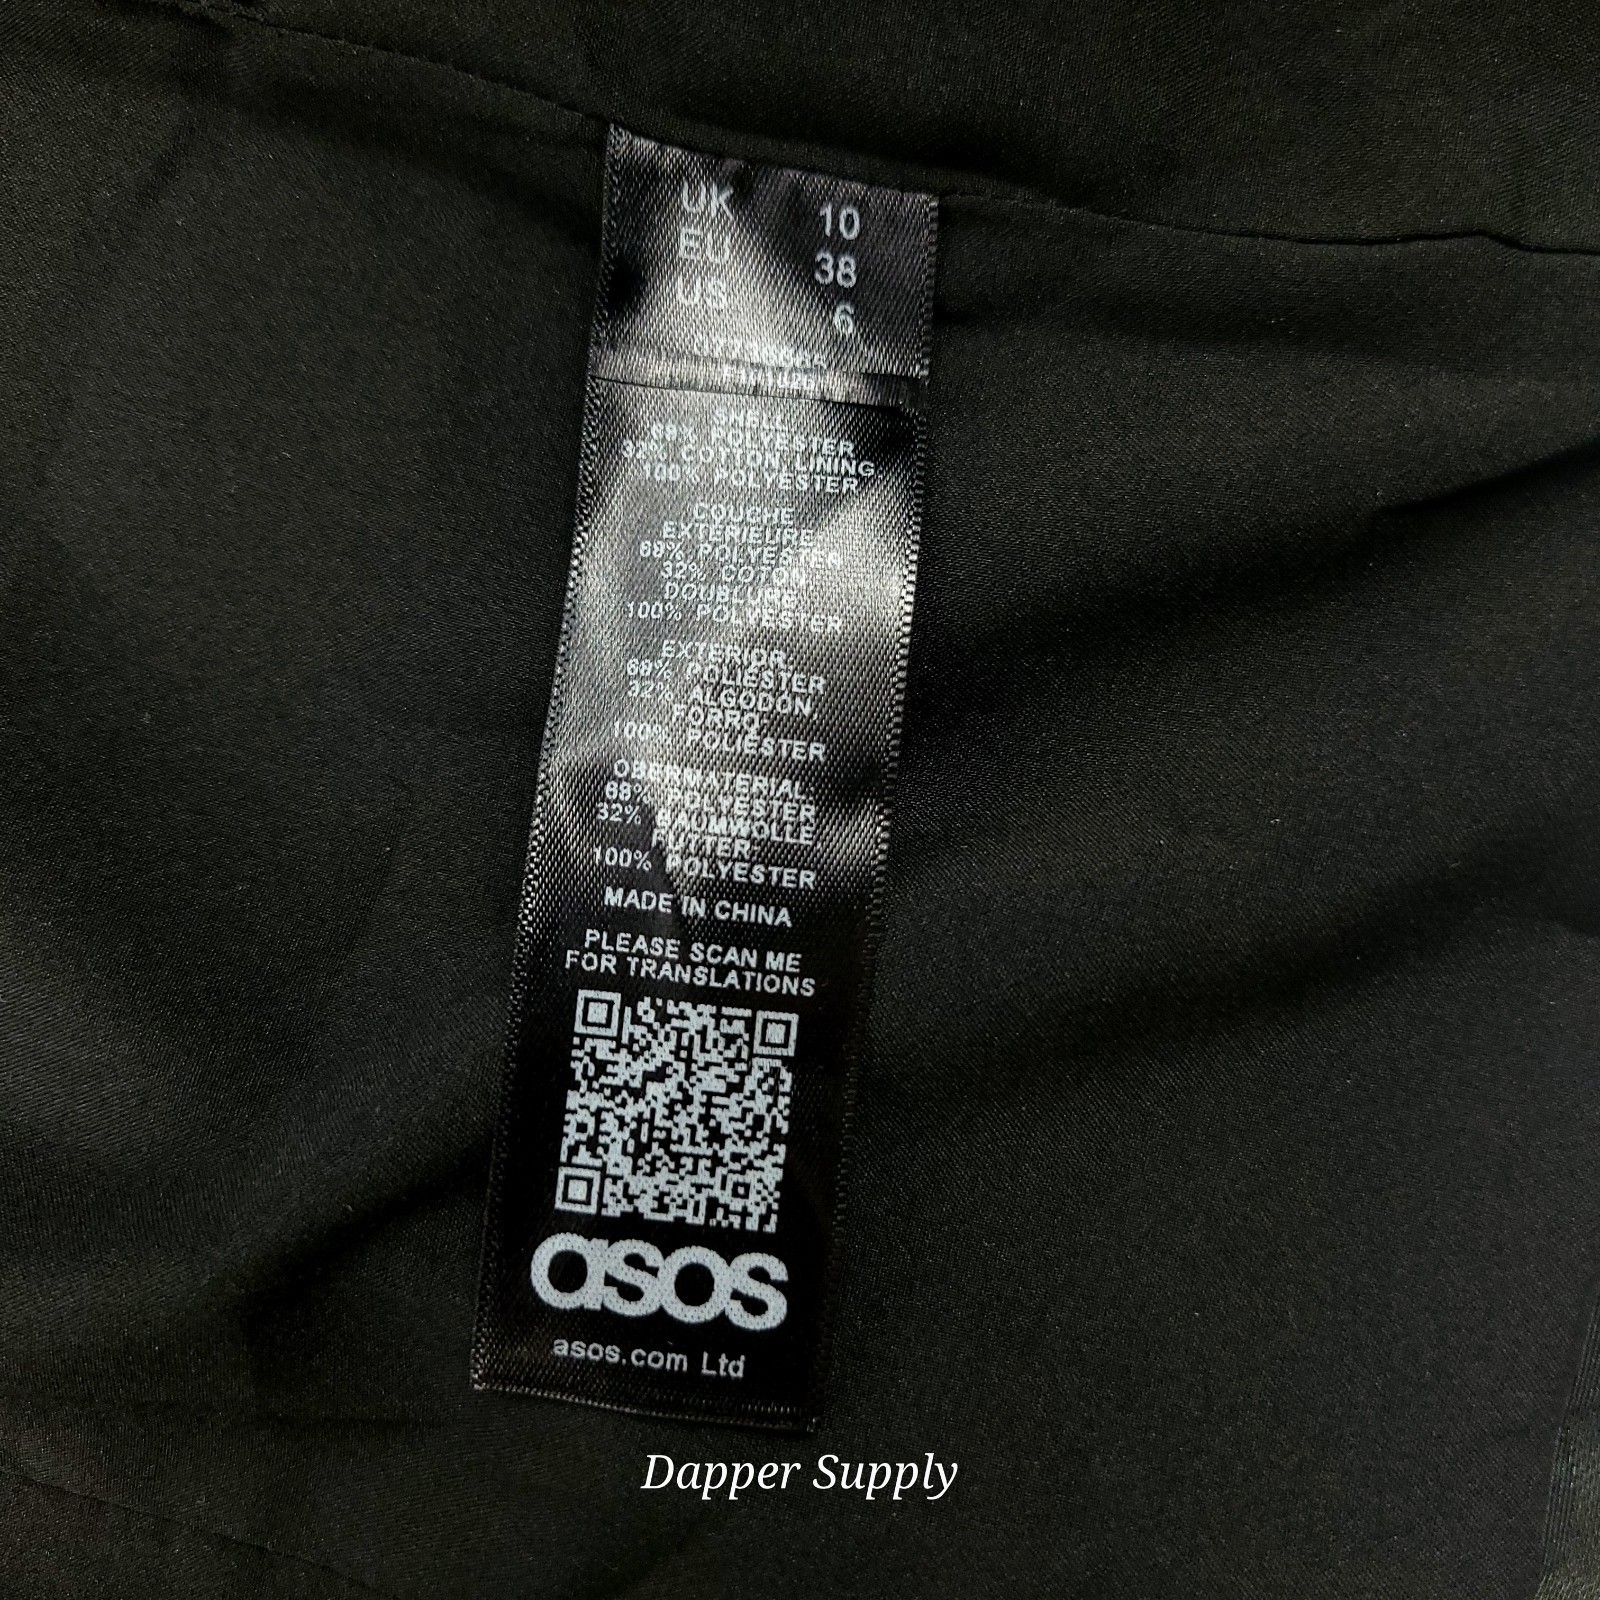 UK 10
EU 38
US 6
SHELL
68% POLYESTER
32% COTTON, LINING
100% POLYESTER
COUCHE
EXTERIEURE
68% POLYESTER
32% COTON
DOUBLURE
100% POLYESTER
EXTERIOR
68% POLIESTER
32% ALGODON,
FORRO
100% POLIESTER
OBERMATERIAL
68% POLYESTER
32% BAUMWOLLE
FUTTER:
100% POLYESTER
MADE IN CHINA
PLEASE SCAN ME
FOR TRANSLATIONS
asos
asos.com Ltd
Dapper Supply